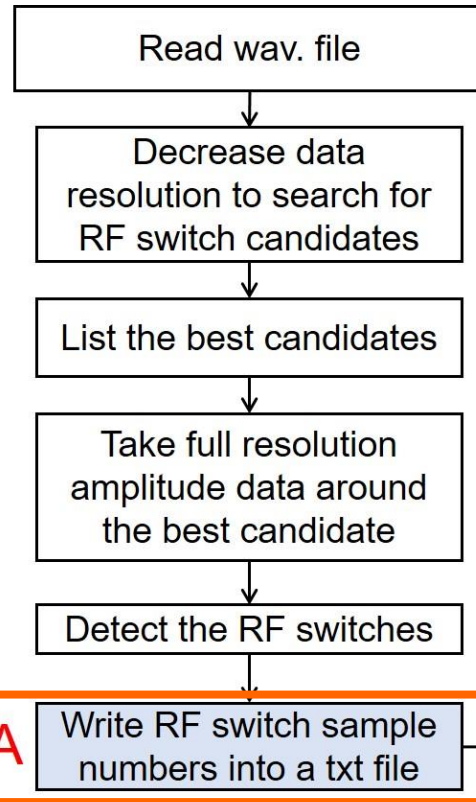 Read wav. file
Decrease data
resolution to search for
RF switch candidates
List the best candidates
Take full resolution
amplitude data around
the best candidate
Detect the RF switches
A
Write RF switch sample
numbers into a txt file